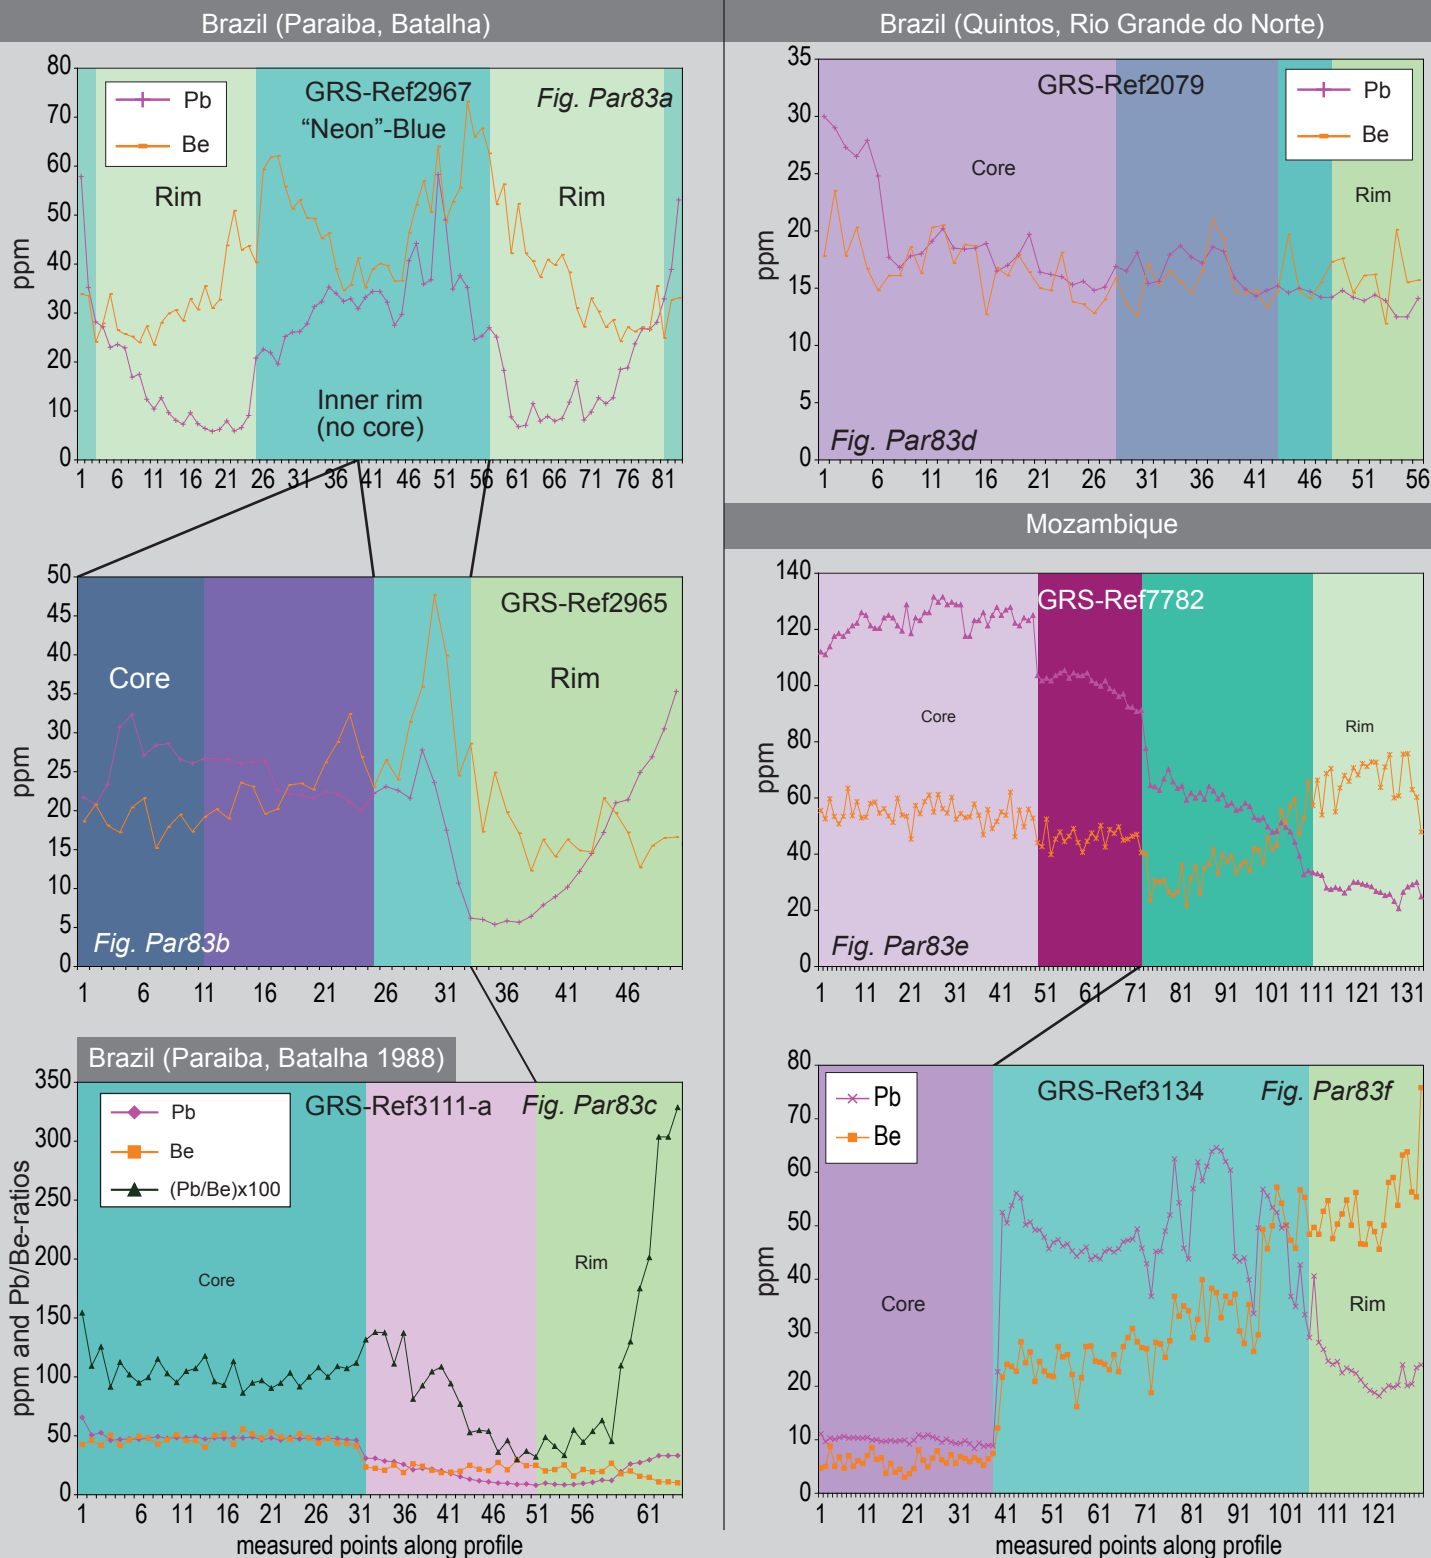 Brazil (Paraiba, Batalha)
80
70
60
50
40
30
20
10
0
ppm
Pb
Be
GRS-Ref2967
"Neon"-Blue
Fig. Par83a
Rim
Rim
Inner rim
(no core)
1 6 11 16 21 26 31 36 41 46 51 56 61 66 71 76 81
50
45
40
35
30
25
20
15
10
5
0
ppm
GRS-Ref2965
Core
Rim
Fig. Par83b
1 6 11 16 21 26 31 36 41 46
Brazil (Paraiba, Batalha 1988)
350
300
250
200
150
100
50
0
ppm and Pb/Be-ratios
Pb
Be
(Pb/Be)x100
GRS-Ref3111-a
Fig. Par83c
Core
Rim
1 6 11 16 21 26 31 36 41 46 51 56 61
measured points along profile
Brazil (Quintos, Rio Grande do Norte)
35
30
25
20
15
10
5
0
ppm
GRS-Ref2079
Pb
Be
Core
Rim
Fig. Par83d
1 6 11 16 21 26 31 36 41 46 51 56
Mozambique
140
120
100
80
60
40
20
0
ppm
GRS-Ref7782
Core
Rim
Fig. Par83e
1 11 21 31 41 51 61 71 81 91 101 111 121 131
80
70
60
50
40
30
20
10
0
ppm
Pb
Be
GRS-Ref3134
Fig. Par83f
Core
Rim
1 11 21 31 41 51 61 71 81 91 101 111 121
measured points along profile